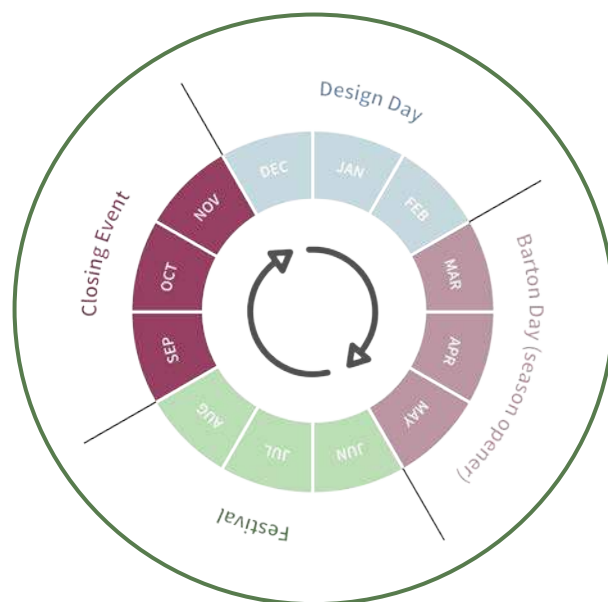 Design Day
DEC
JAN
FEB
Barton Day (season opener)
MAR
APR
MAY
Festival
JUN
JUL
AUG
Closing Event
SEP
OCT
NOV